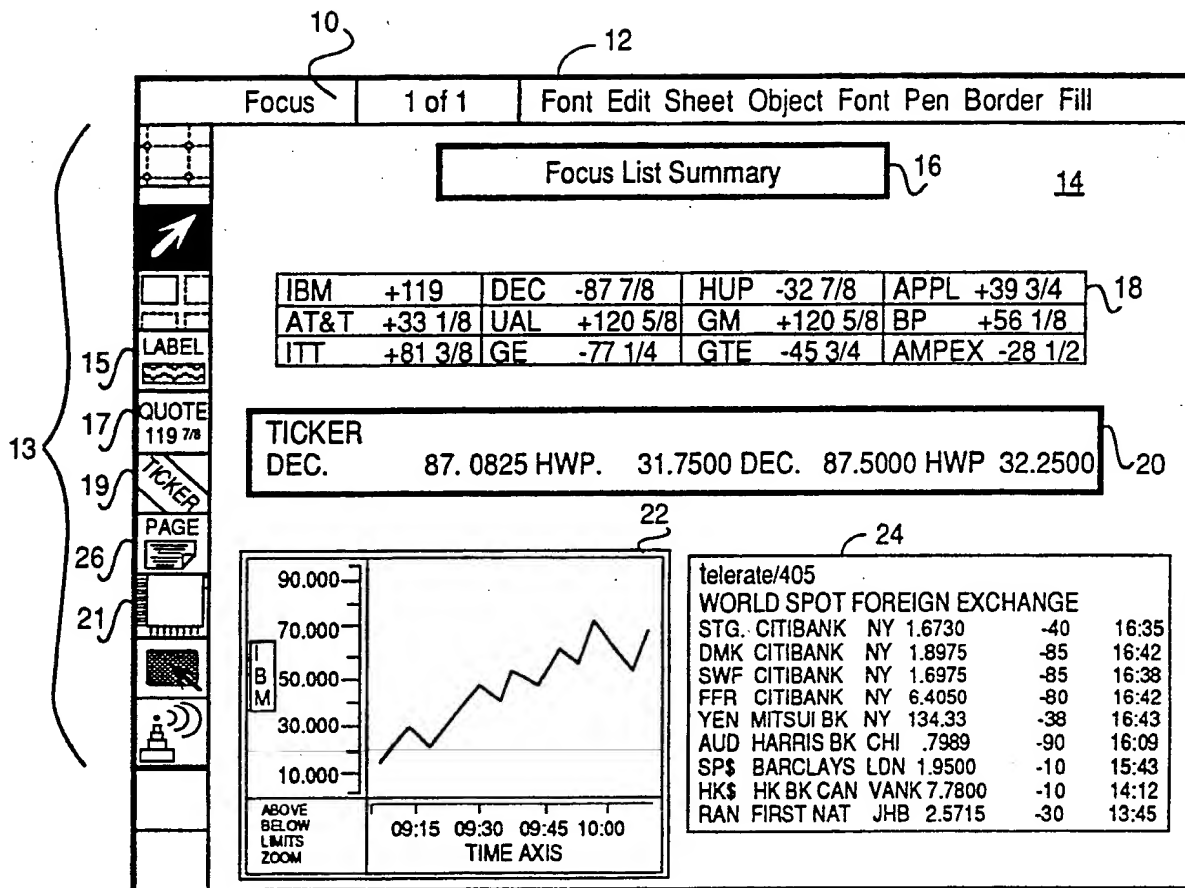 10
12
Focus 1 of 1 Font Edit Sheet Object Font Pen Border Fill
Focus List Summary
16
14
IBM +119 DEC -87 7/8 HUP -32 7/8 APPL +39 3/4
18
AT&T +33 1/8 UAL +120 5/8 GM +120 5/8 BP +56 1/8
ITT +81 3/8 GE -77 1/4 GTE -45 3/4 AMPEX -28 1/2
13
15
LABEL
17
QUOTE
119 7/8
19
TICKER
26
PAGE
21
TICKER
DEC. 87. 0825 HWP. 31.7500 DEC. 87.5000 HWP 32.2500
20
22
90.000
70.000
50.000
30.000
10.000
IBM
ABOVE
BELOW
LIMITS
ZOOM
09:15 09:30 09:45 10:00
TIME AXIS
24
telerate/405
WORLD SPOT FOREIGN EXCHANGE
STG. CITIBANK NY 1.6730 -40 16:35
DMK CITIBANK NY 1.8975 -85 16:42
SWF CITIBANK NY 1.6975 -85 16:38
FFR CITIBANK NY 6.4050 -80 16:42
YEN MITSUI BK NY 134.33 -38 16:43
AUD HARRIS BK CHI .7989 -90 16:09
SP$ BARCLAYS LDN 1.9500 -10 15:43
HK$ HK BK CAN VANK 7.7800 -10 14:12
RAN FIRST NAT JHB 2.5715 -30 13:45